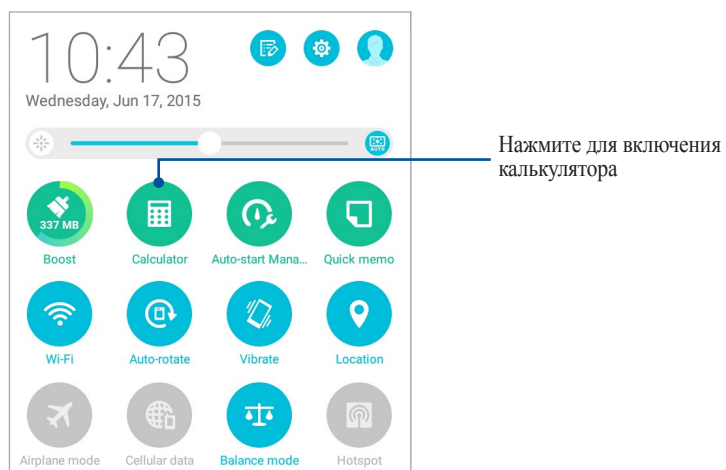 10:43
Wednesday, Jun 17, 2015
AUTO
Нажмите для включения
калькулятора
337 MB
Boost
Calculator
Auto-start Mana...
Quick memo
Wi-Fi
Auto-rotate
Vibrate
Location
Airplane mode
Cellular data
Balance mode
Hotspot